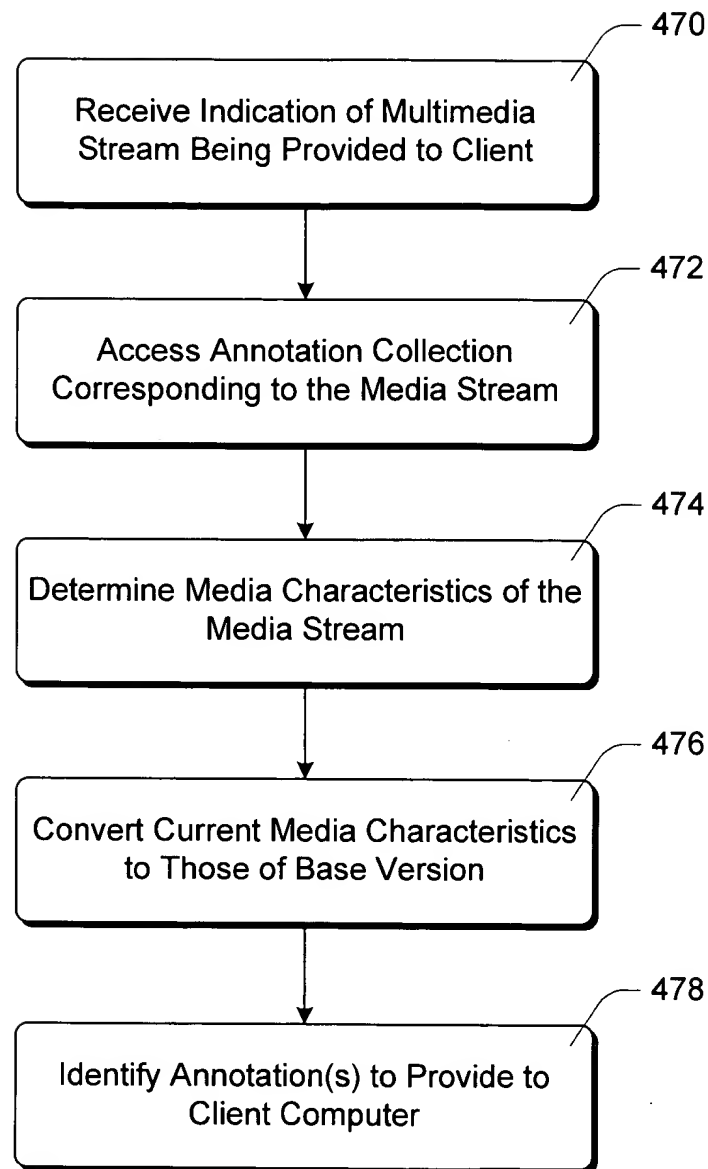 470
Receive Indication of Multimedia
Stream Being Provided to Client
472
Access Annotation Collection
Corresponding to the Media Stream
474
Determine Media Characteristics of the
Media Stream
476
Convert Current Media Characteristics
to Those of Base Version
478
Identify Annotation(s) to Provide to
Client Computer